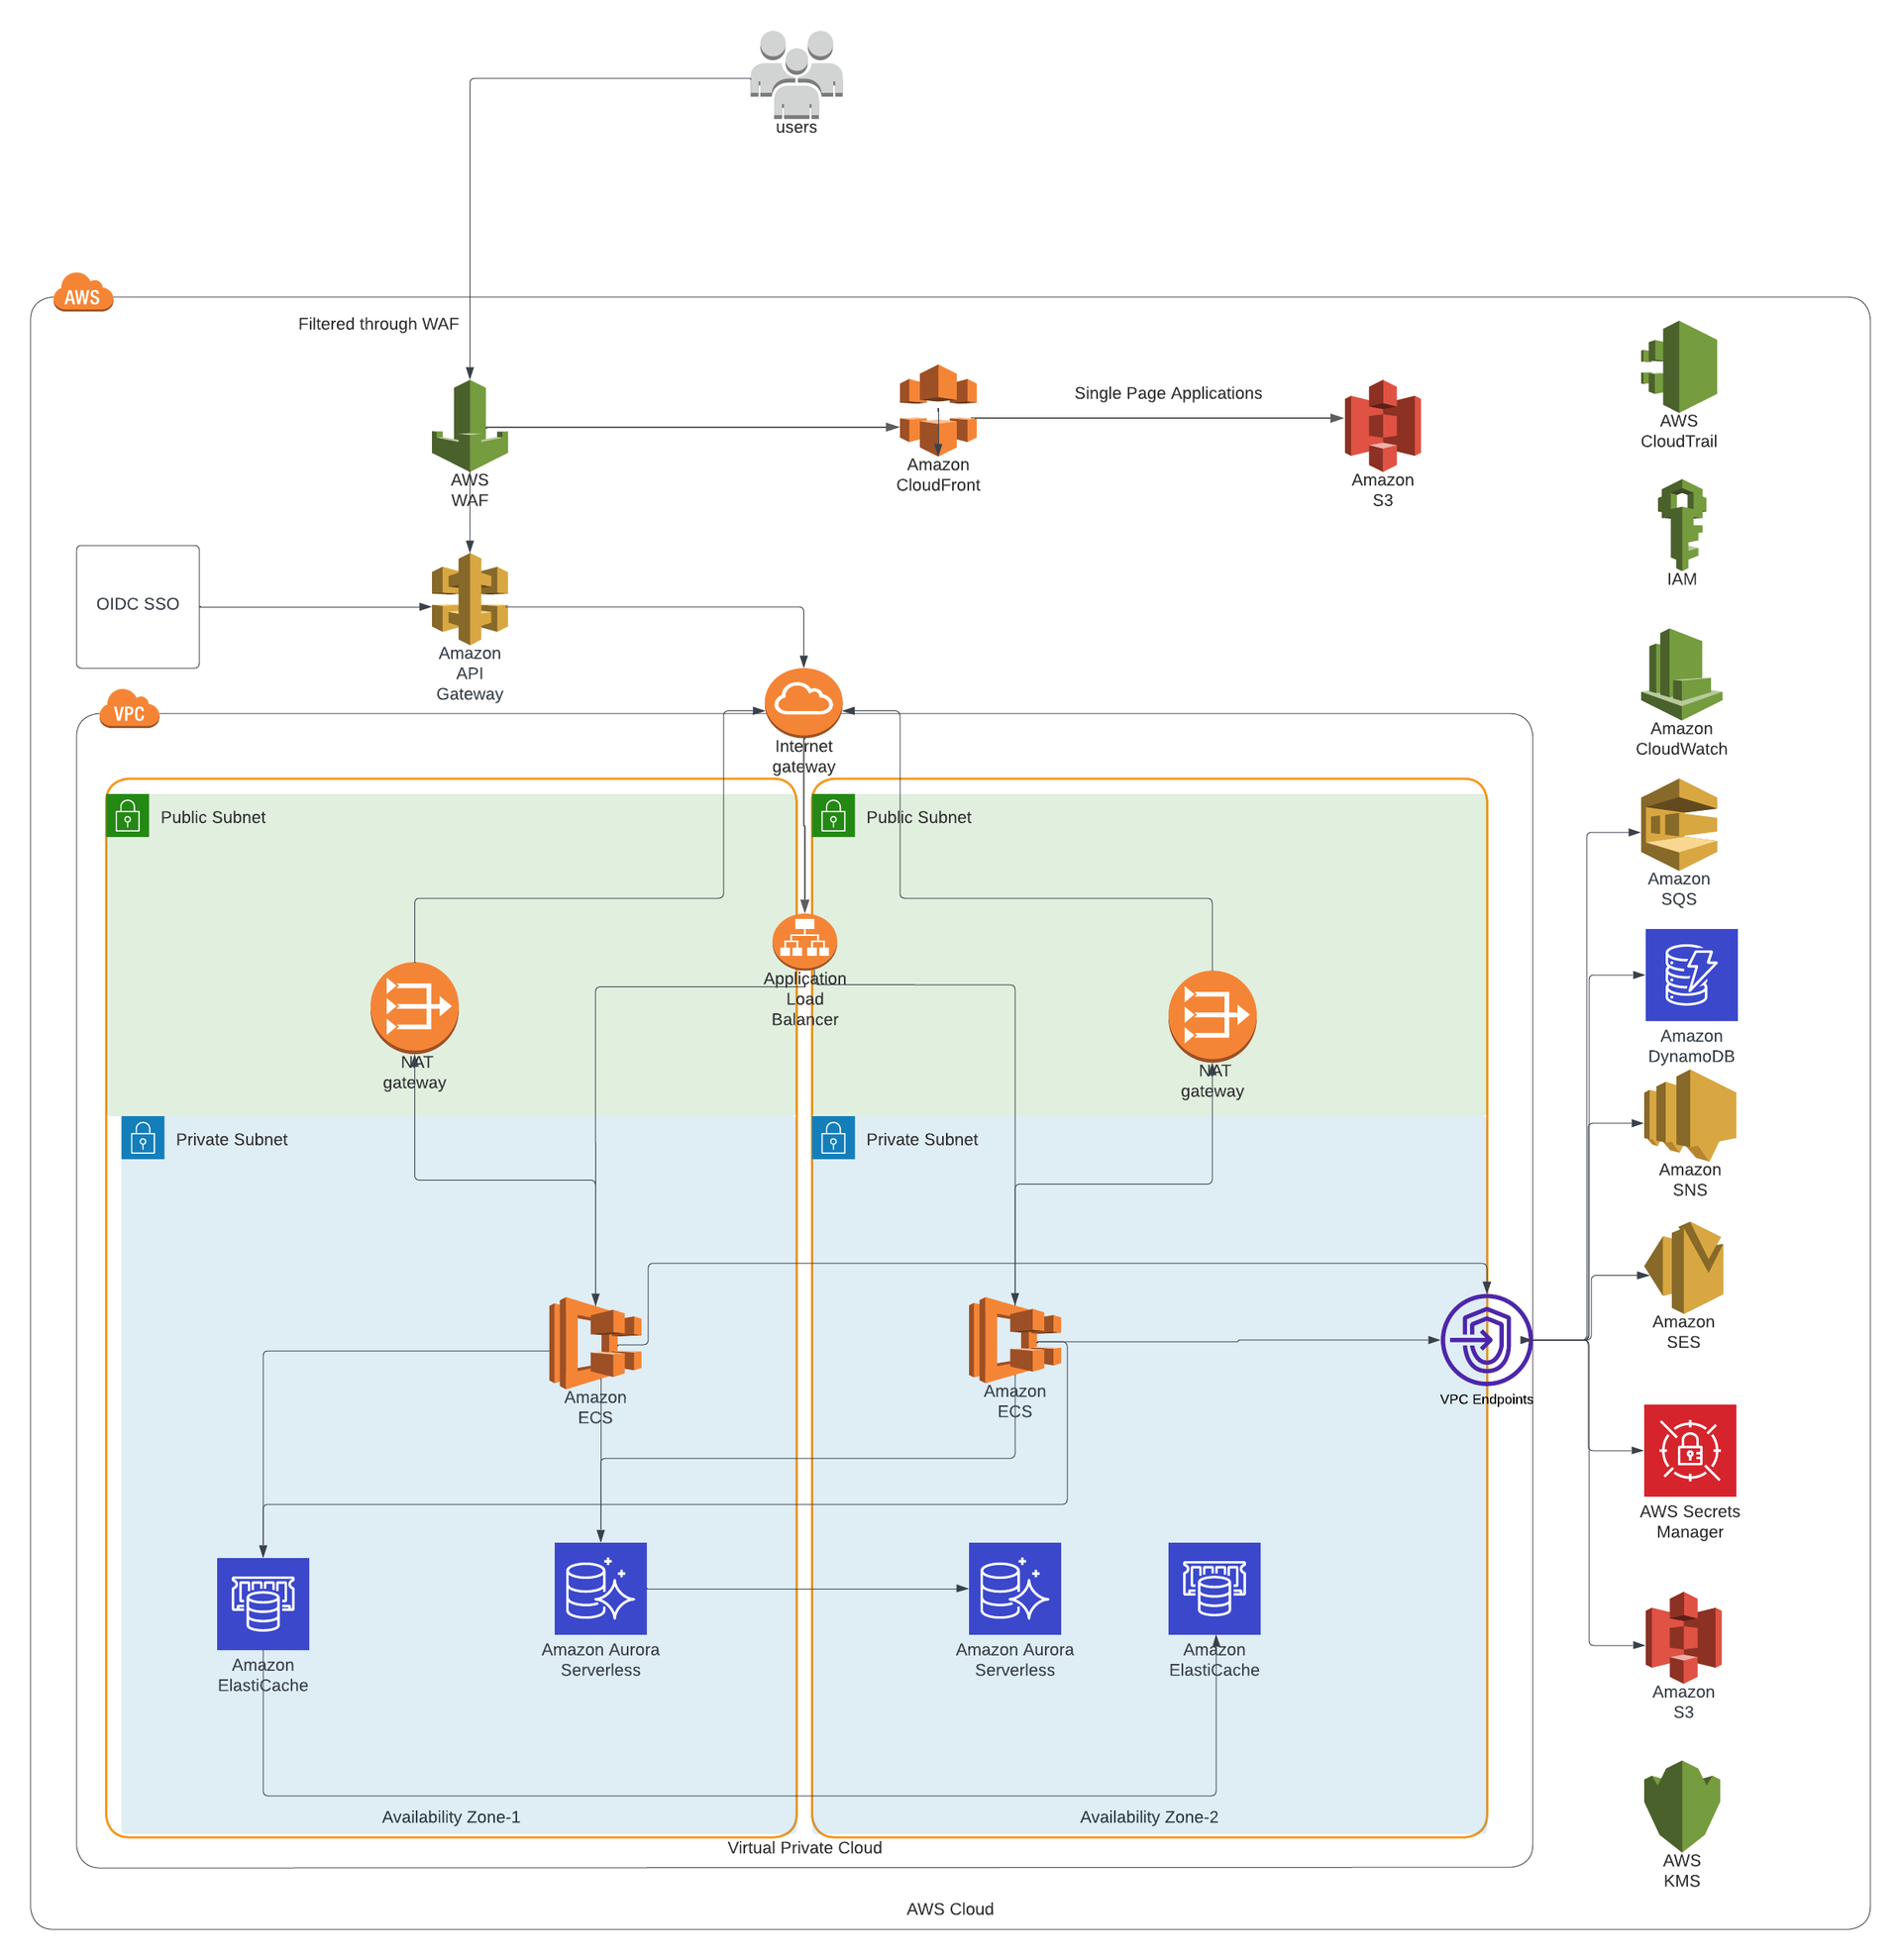 users
AWS
Filtered through WAF
Single Page Applications
AWS
CloudTrail
AWS
WAF
Amazon
CloudFront
Amazon
S3
IAM
OIDC SSO
Amazon
API
Gateway
VPC
Amazon
CloudWatch
Internet
gateway
Public Subnet
Public Subnet
Amazon
SQS
Application
Load
Balancer
NAT
gateway
NAT
gateway
Amazon
DynamoDB
Private Subnet
Private Subnet
Amazon
SNS
Amazon
SES
Amazon
ECS
Amazon
ECS
VPC Endpoints
AWS Secrets
Manager
Amazon
ElastiCache
Amazon Aurora
Serverless
Amazon Aurora
Serverless
Amazon
ElastiCache
Amazon
S3
Availability Zone-1
Availability Zone-2
Virtual Private Cloud
AWS
KMS
AWS Cloud